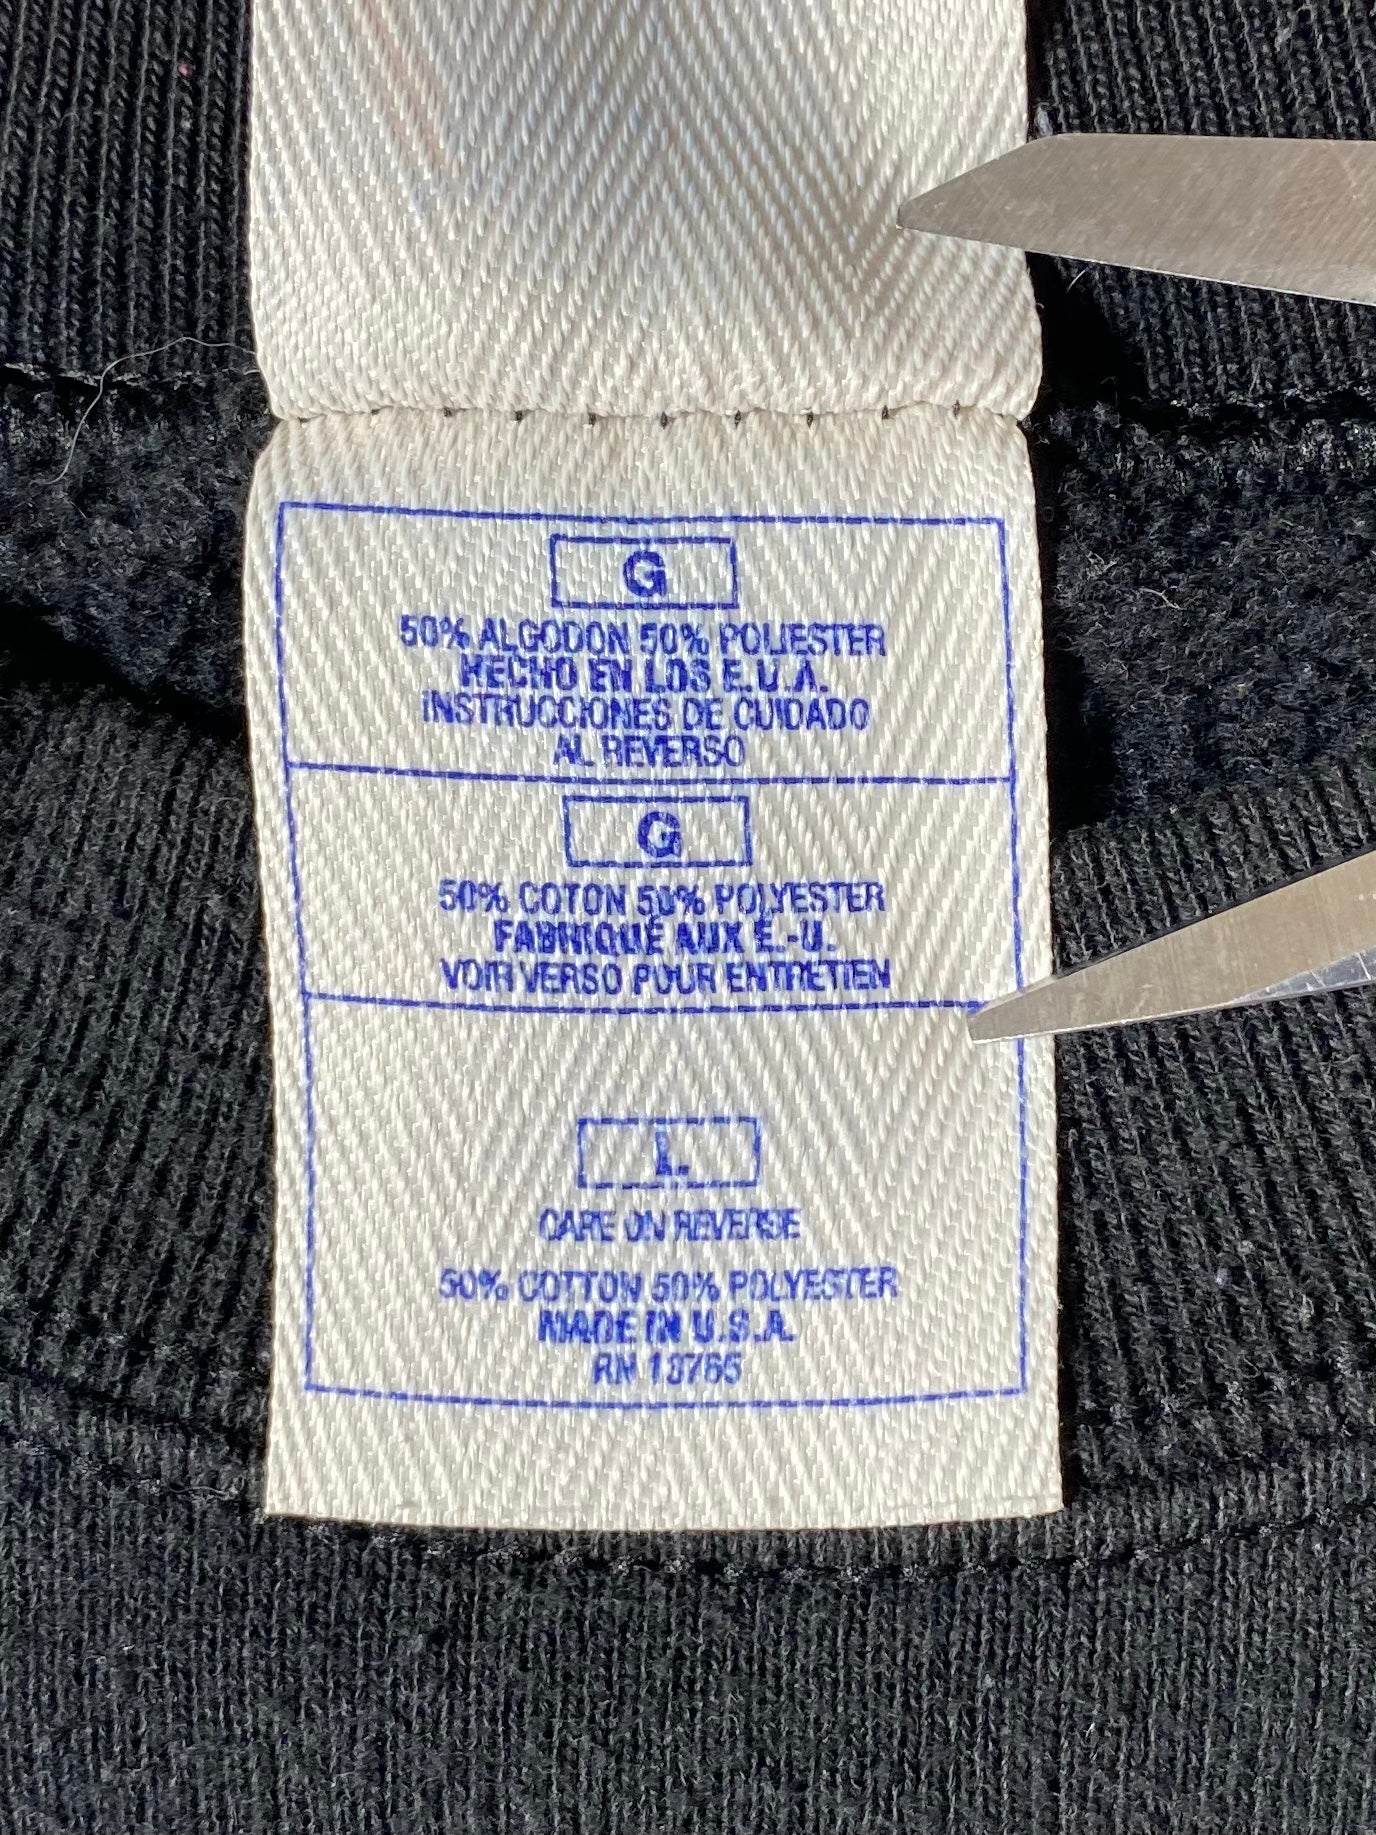 G
50% ALGODON 50% POLIESTER
HECHO EN LOS E.U.A.
INSTRUCCIONES DE CUIDADO
AL REVERSO
G
50% COTON 50% POLYESTER
FABRIQUÉ AUX É.-U.
VOIR VERSO POUR ENTRETIEN
L
CARE ON REVERSE
50% COTTON 50% POLYESTER
MADE IN U.S.A.
RN 13765